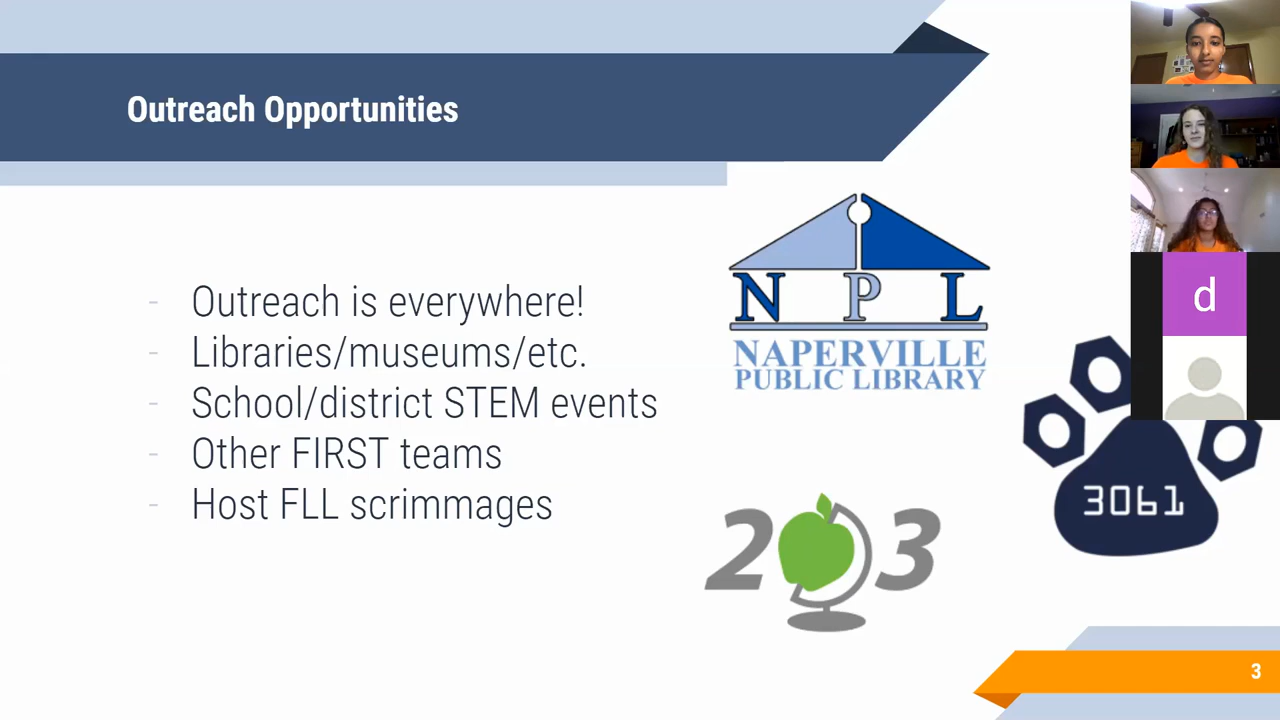 Outreach Opportunities
- Outreach is everywhere!
- Libraries/museums/etc.
- School/district STEM events
- Other FIRST teams
- Host FLL scrimmages
N P L
NAPERVILLE
PUBLIC LIBRARY
203
3061
d
3